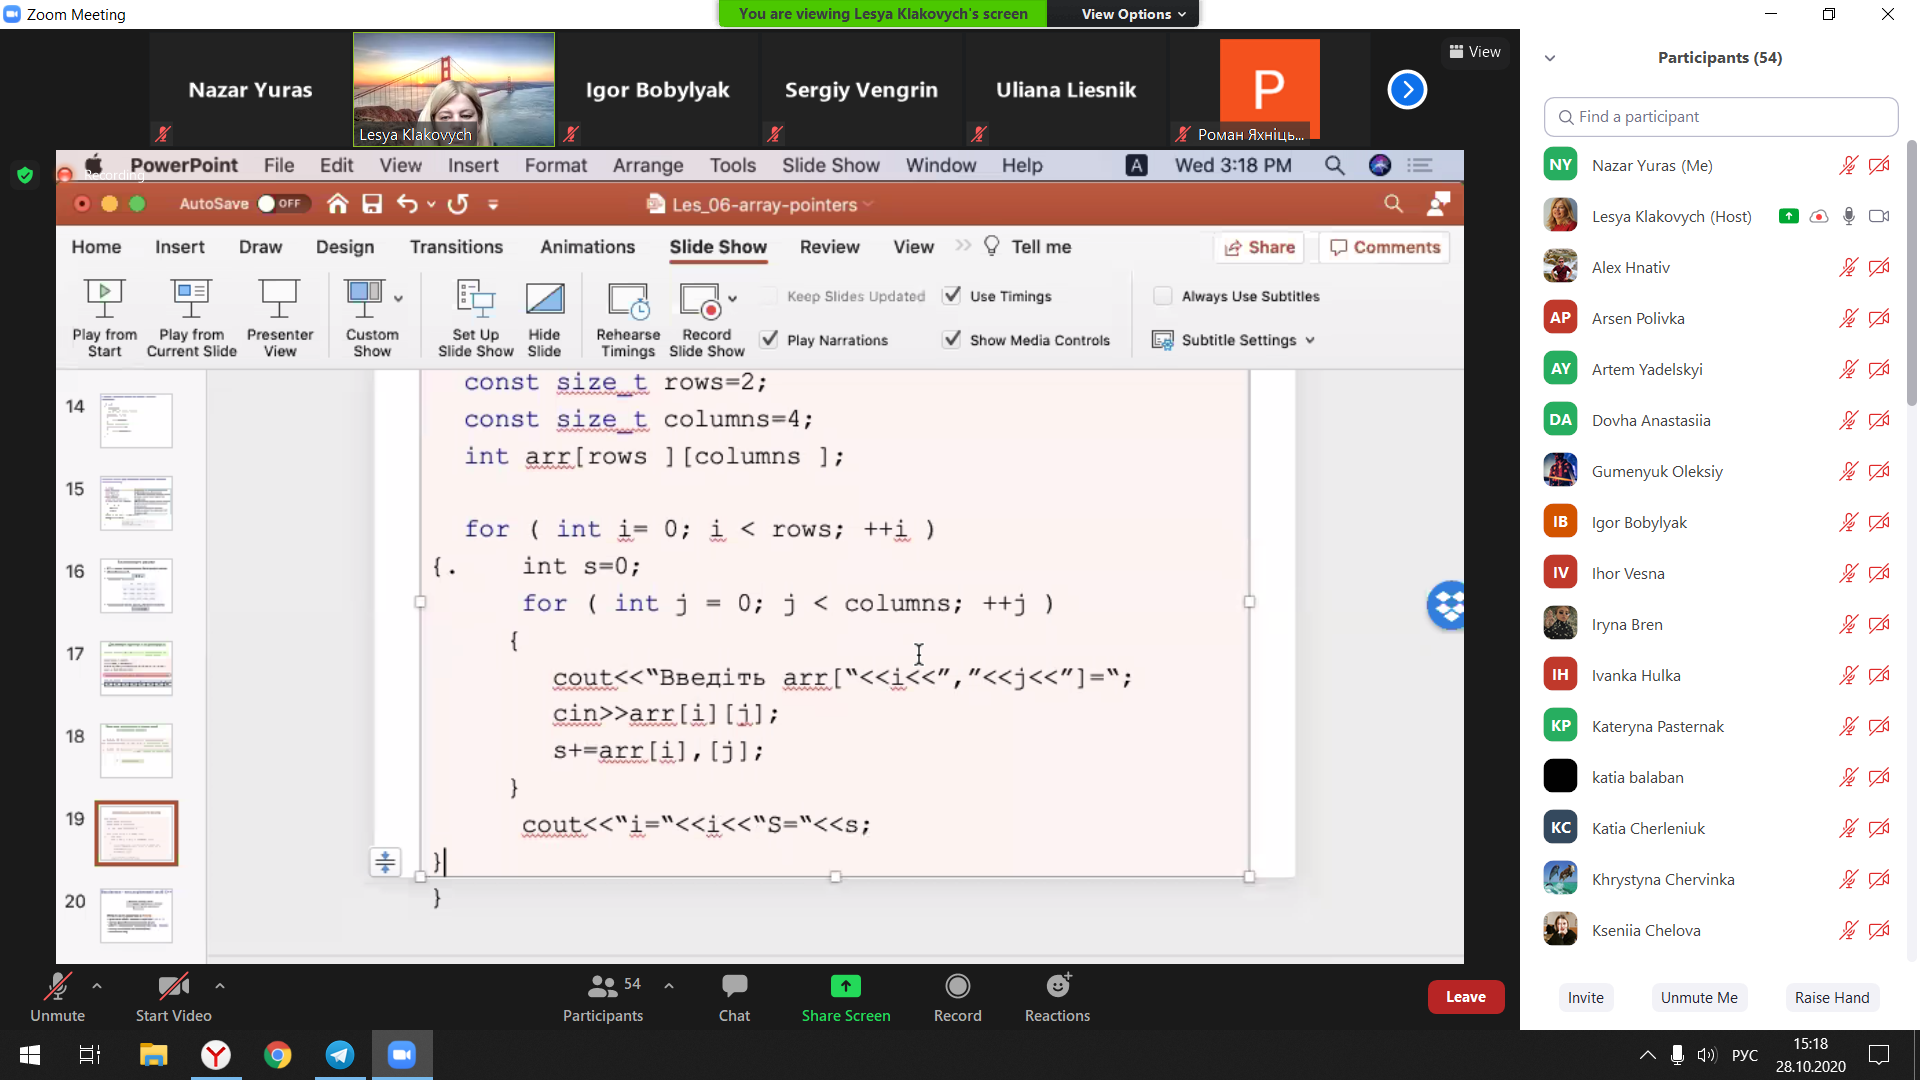 Zoom Meeting
You are viewing Lesya Klakovych's screen
View Options
Nazar Yuras
Lesya Klakovych
Igor Bobylyak
Sergiy Vengrin
Uliana Liesnik
P
Роман Яхніць...
View
Recording
PowerPoint File Edit View Insert Format Arrange Tools Slide Show Window Help
A
Wed 3:18 PM
AutoSave OFF
Les_06-array-pointers
Home Insert Draw Design Transitions Animations Slide Show Review View Tell me
Share
Comments
Play from Start
Play from Current Slide
Presenter View
Custom Show
Set Up Slide Show
Hide Slide
Rehearse Timings
Record Slide Show
Keep Slides Updated
Use Timings
Always Use Subtitles
Play Narrations
Show Media Controls
Subtitle Settings
14
15
16
17
18
19
20
const size_t rows=2;
const size_t columns=4;
int arr[rows ][columns ];
for ( int i= 0; i < rows; ++i )
{. int s=0;
for ( int j = 0; j < columns; ++j )
{
cout<<“Введіть arr[“<<i<<”,”<<j<<”]=“;
cin>>arr[i][j];
s+=arr[i],[j];
}
cout<<“i=“<<i<<“S=“<<s;
}
}
Participants (54)
Find a participant
NY Nazar Yuras (Me)
Lesya Klakovych (Host)
Alex Hnativ
AP Arsen Polivka
AY Artem Yadelskyi
DA Dovha Anastasiia
Gumenyuk Oleksiy
IB Igor Bobylyak
IV Ihor Vesna
Iryna Bren
IH Ivanka Hulka
KP Kateryna Pasternak
katia balaban
KC Katia Cherleniuk
Khrystyna Chervinka
Kseniia Chelova
Invite
Unmute Me
Raise Hand
Unmute
Start Video
Participants
54
Chat
Share Screen
Record
Reactions
Leave
РУС
15:18
28.10.2020